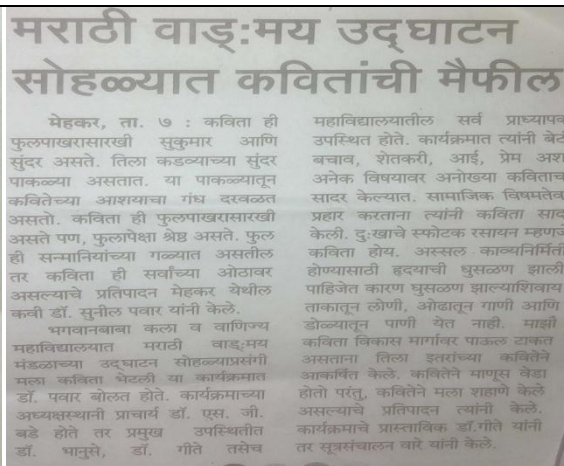 मराठी वाड्:मय उद्घाटन
सोहळ्यात कवितांची मैफील
मेहकर, ता. ७ : कविता ही
फुलपाखरासारखी सुकुमार आणि
सुंदर असते. तिला कडव्याच्या सुंदर
पाकळ्या असतात. या पाकळ्यातून
कवितेच्या आशयाचा गंध दरवळत
असतो. कविता ही फुलपाखरासारखी
असते पण, फुलापेक्षा श्रेष्ठ असते. फुल
ही सन्मानियांच्या गळ्यात असतील
तर कविता ही सर्वांच्या ओठावर
असल्याचे प्रतिपादन मेहकर येथील
कवी डॉ. सुनील पवार यांनी केले.
भगवानबाबा कला व वाणिज्य
महाविद्यालयात मराठी वाड्:मय
मंडळाच्या उद्घाटन सोहळ्याप्रसंगी
मला कविता भेटली या कार्यक्रमात
डॉ. पवार बोलत होते. कार्यक्रमाच्या
अध्यक्षस्थानी प्राचार्य डॉ. एस. जी.
बडे होते तर प्रमुख उपस्थितीत
डॉ. भानुसे, डॉ. गीते तसेच
महाविद्यालयातील सर्व प्राध्यापक
उपस्थित होते. कार्यक्रमात त्यांनी बेट
बचाव, शेतकरी, आई, प्रेम अश
अनेक विषयावर अनोख्या कविताच
सादर केल्यात. सामाजिक विषमतेव
प्रहार करताना त्यांनी कविता साद
केली. दुःखाचे स्फोटक रसायन म्हणज
कविता होय. अस्सल काव्यनिर्मिती
होण्यासाठी हृदयाची घुसळण झाली
पाहिजेत कारण घुसळण झाल्याशिवाय
ताकातून लोणी, ओढातून गाणी आणि
डोळ्यातून पाणी येत नाही. माझी
कविता विकास मार्गावर पाऊल टाकत
असताना तिला इतरांच्या कवितेने
आकर्षित केले. कवितेने माणूस वेडा
होतो परंतु, कवितेने मला शहाणे केले
असल्याचे प्रतिपादन त्यांनी केले.
कार्यक्रमाचे प्रास्ताविक डॉ.गीते यांनी
तर सूत्रसंचालन वारे यांनी केले.